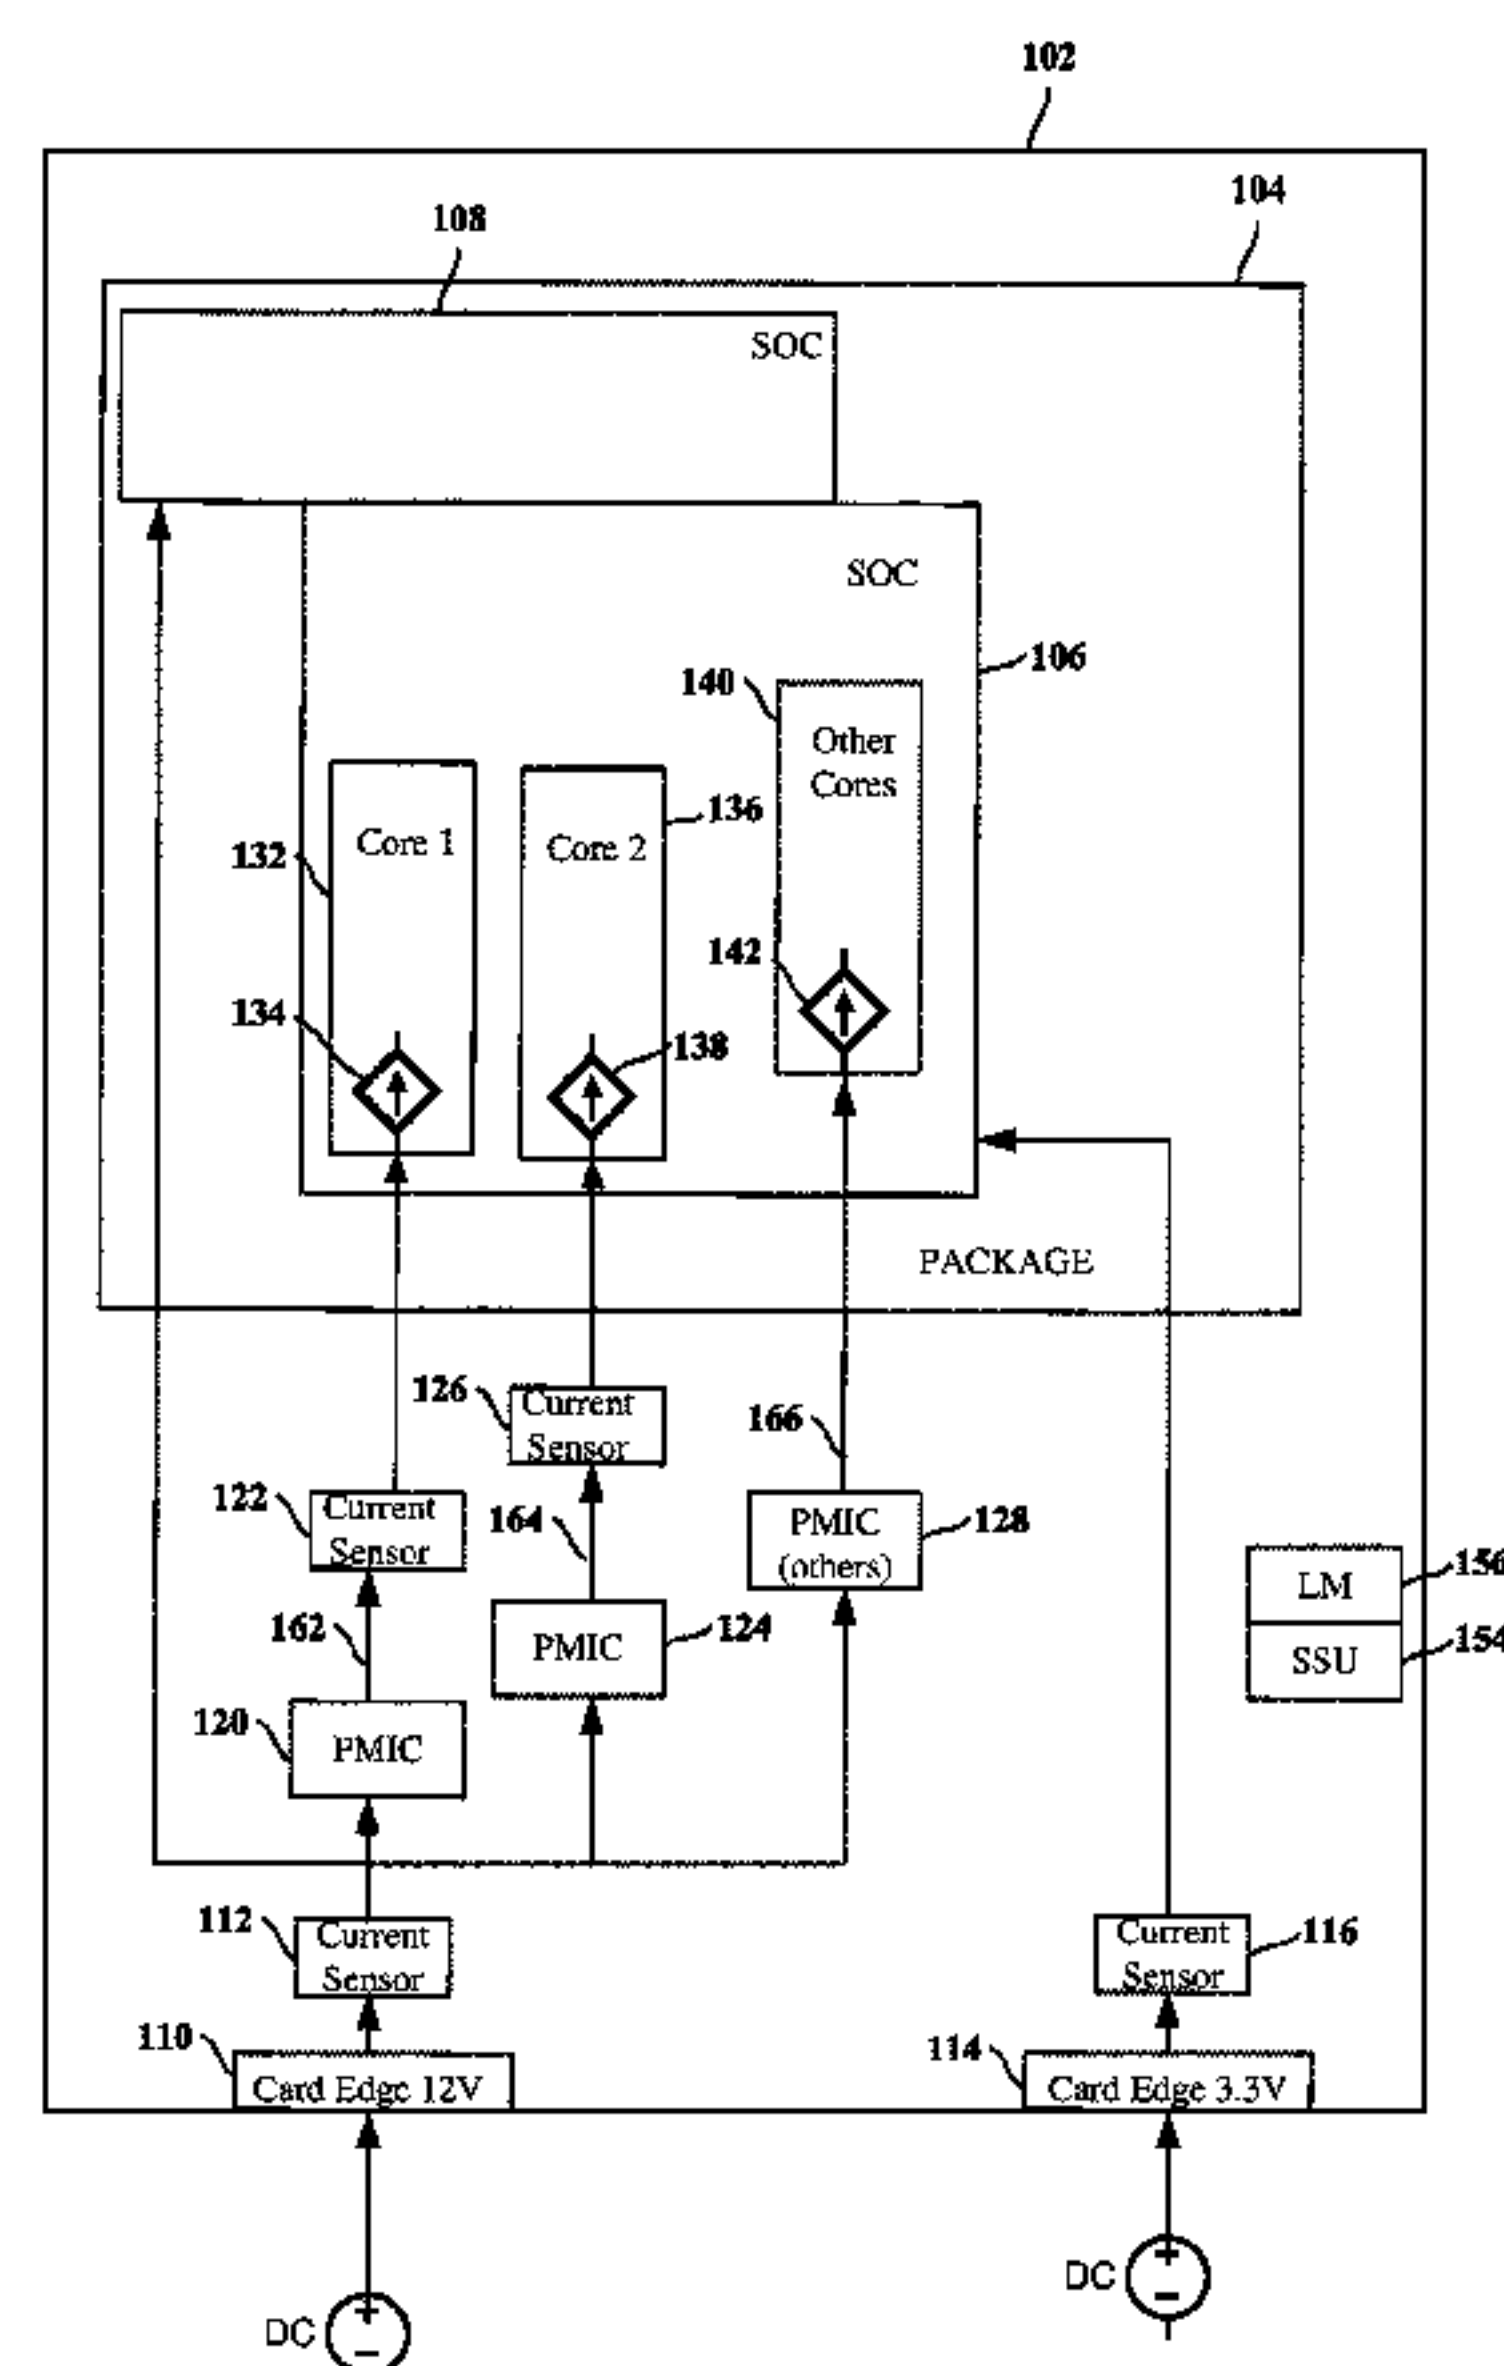 102
104
108
SOC
SOC
106
140
Other
Cores
136
132
Core 1
Core 2
142
134
138
PACKAGE
126
Current
Sensor
166
122
Current
Sensor
164
PMIC
(others)
128
156
LM
162
124
PMIC
154
SSU
120
PMIC
112
Current
Sensor
116
Current
Sensor
110
Card Edge 12V
114
Card Edge 3.3V
DC
+
−
DC
+
−